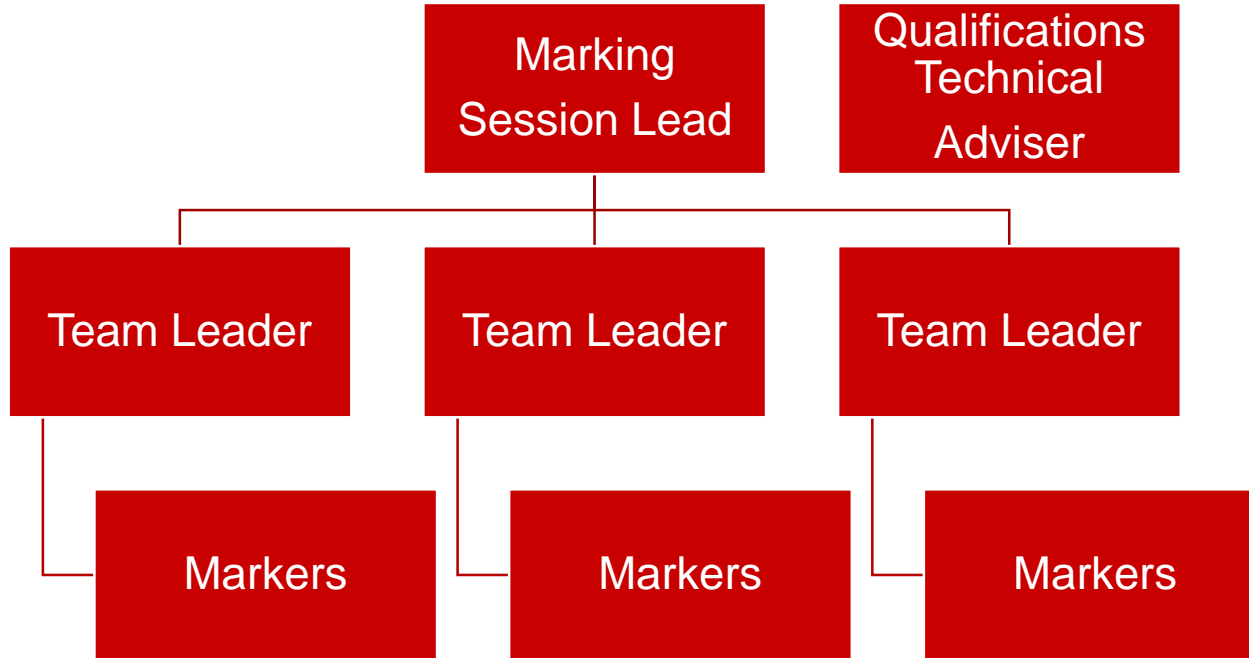 Marking
Session Lead
Qualifications
Technical
Adviser
Team Leader
Team Leader
Team Leader
Markers
Markers
Markers